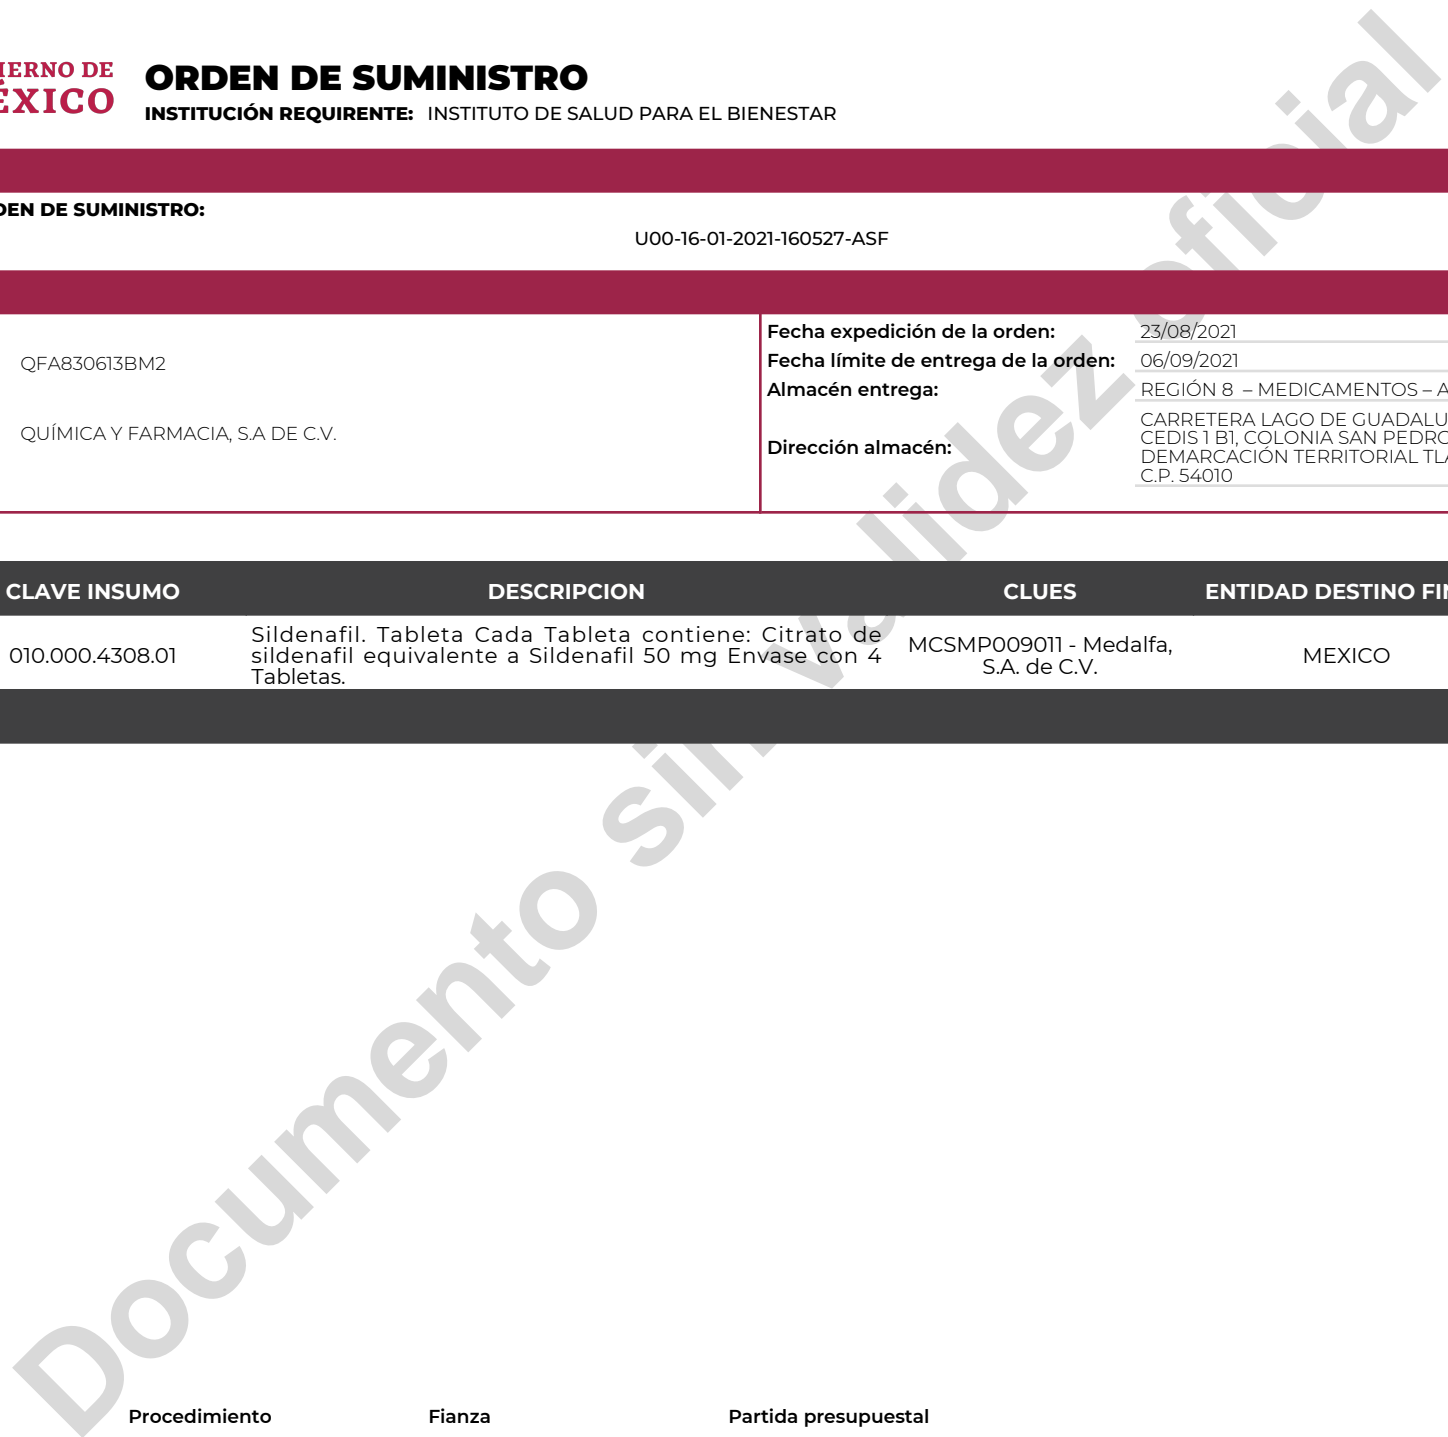 IERNO DE
ÉXICO
ORDEN DE SUMINISTRO
INSTITUCIÓN REQUIRENTE: INSTITUTO DE SALUD PARA EL BIENESTAR
DEN DE SUMINISTRO:
U00-16-01-2021-160527-ASF
QFA830613BM2
QUÍMICA Y FARMACIA, S.A DE C.V.
Fecha expedición de la orden: 23/08/2021
Fecha límite de entrega de la orden: 06/09/2021
Almacén entrega: REGIÓN 8 – MEDICAMENTOS – A
Dirección almacén:
CARRETERA LAGO DE GUADALU
CEDIS 1 B1, COLONIA SAN PEDRO
DEMARCACIÓN TERRITORIAL TLA
C.P. 54010
CLAVE INSUMO DESCRIPCION CLUES ENTIDAD DESTINO FIN
010.000.4308.01
Sildenafil. Tableta Cada Tableta contiene: Citrato de
sildenafil equivalente a Sildenafil 50 mg Envase con 4
Tabletas.
MCSMP009011 - Medalfa,
S.A. de C.V.
MEXICO
Documento sin validez oficial
Procedimiento Fianza Partida presupuestal